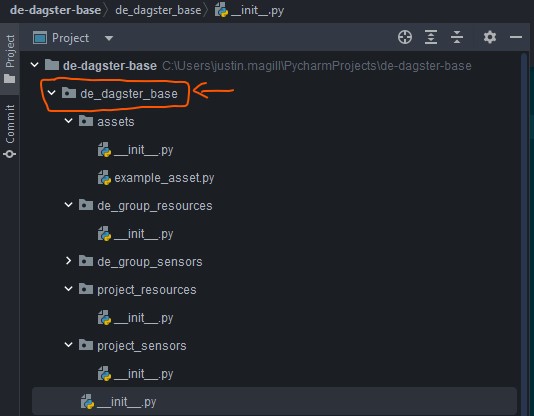 de-dagster-base de_dagster_base __init__.py
Project
Project
Commit
de-dagster-base C:\Users\justin.magill\PycharmProjects\de-dagster-base
de_dagster_base
assets
__init__.py
example_asset.py
de_group_resources
__init__.py
de_group_sensors
project_resources
__init__.py
project_sensors
__init__.py
__init__.py